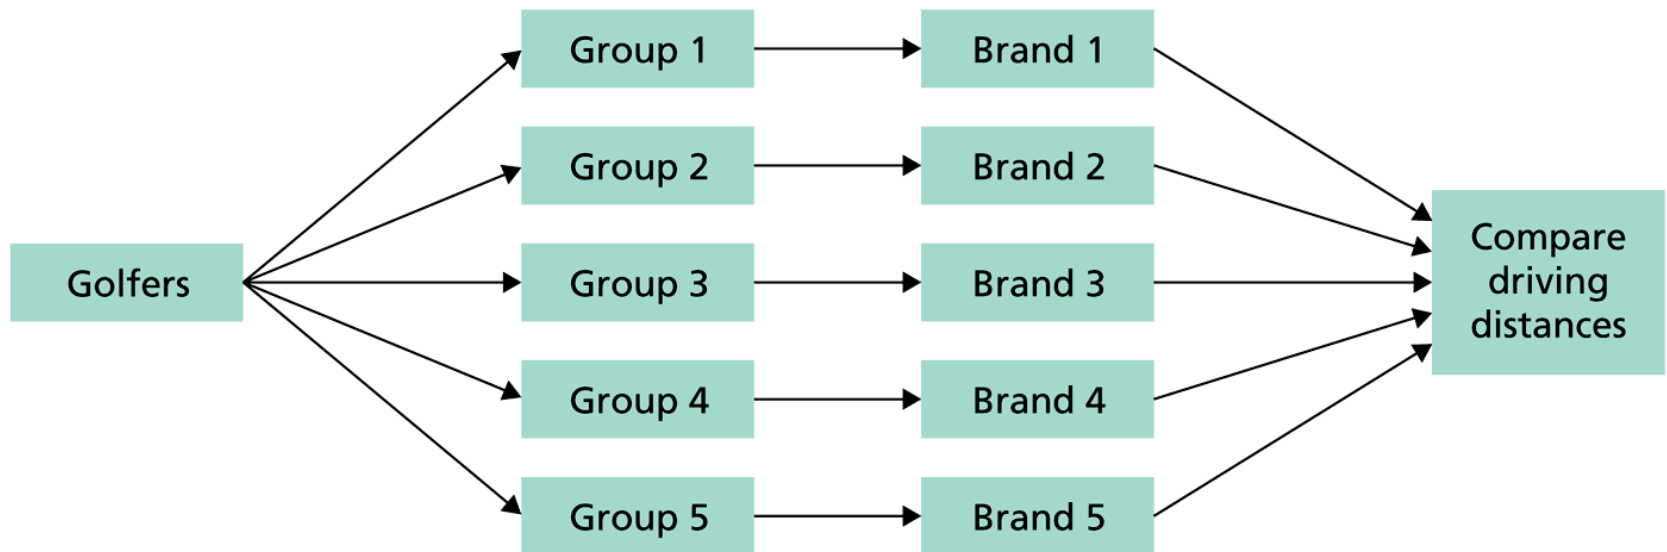 Golfers
Group 1
Brand 1
Group 2
Brand 2
Group 3
Brand 3
Group 4
Brand 4
Group 5
Brand 5
Compare
driving
distances